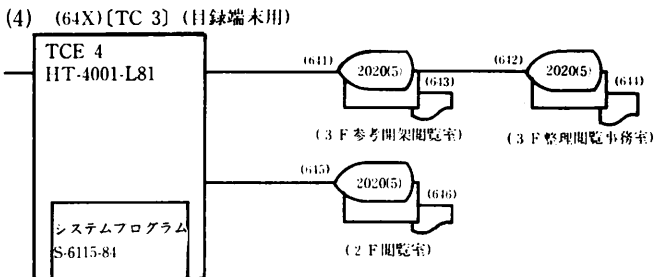 (4) (64X)〔TC 3〕(目録端末用)
TCE 4
HT-4001-L81
(641)
2020(5)
(643)
(642)
2020(5)
(644)
(3F参考開架閲覧室)
(3F整理閲覧事務室)
(645)
2020(5)
(646)
(2F閲覧室)
システムプログラム
S-6115-84